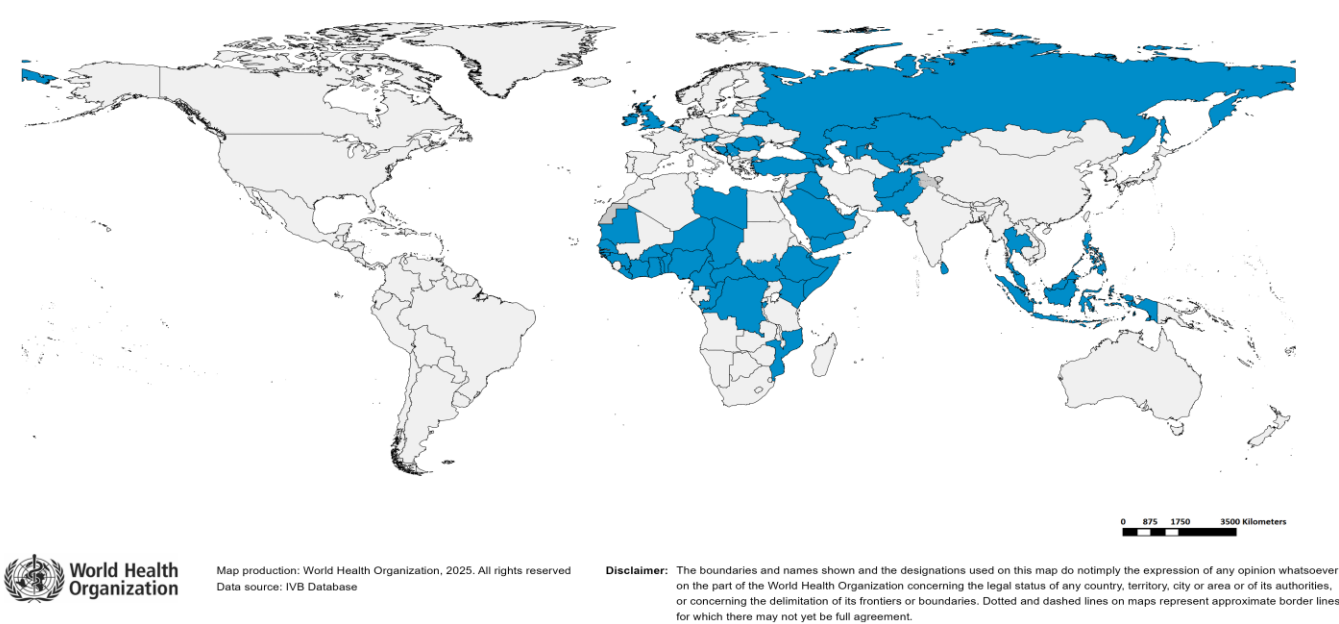 0 875 1750 3500 Kilometers
World Health
Organization
Map production: World Health Organization, 2025. All rights reserved
Data source: IVB Database
Disclaimer: The boundaries and names shown and the designations used on this map do notimply the expression of any opinion whatsoever
on the part of the World Health Organization concerning the legal status of any country, territory, city or area or of its authorities,
or concerning the delimitation of its frontiers or boundaries. Dotted and dashed lines on maps represent approximate border lines
for which there may not yet be full agreement.